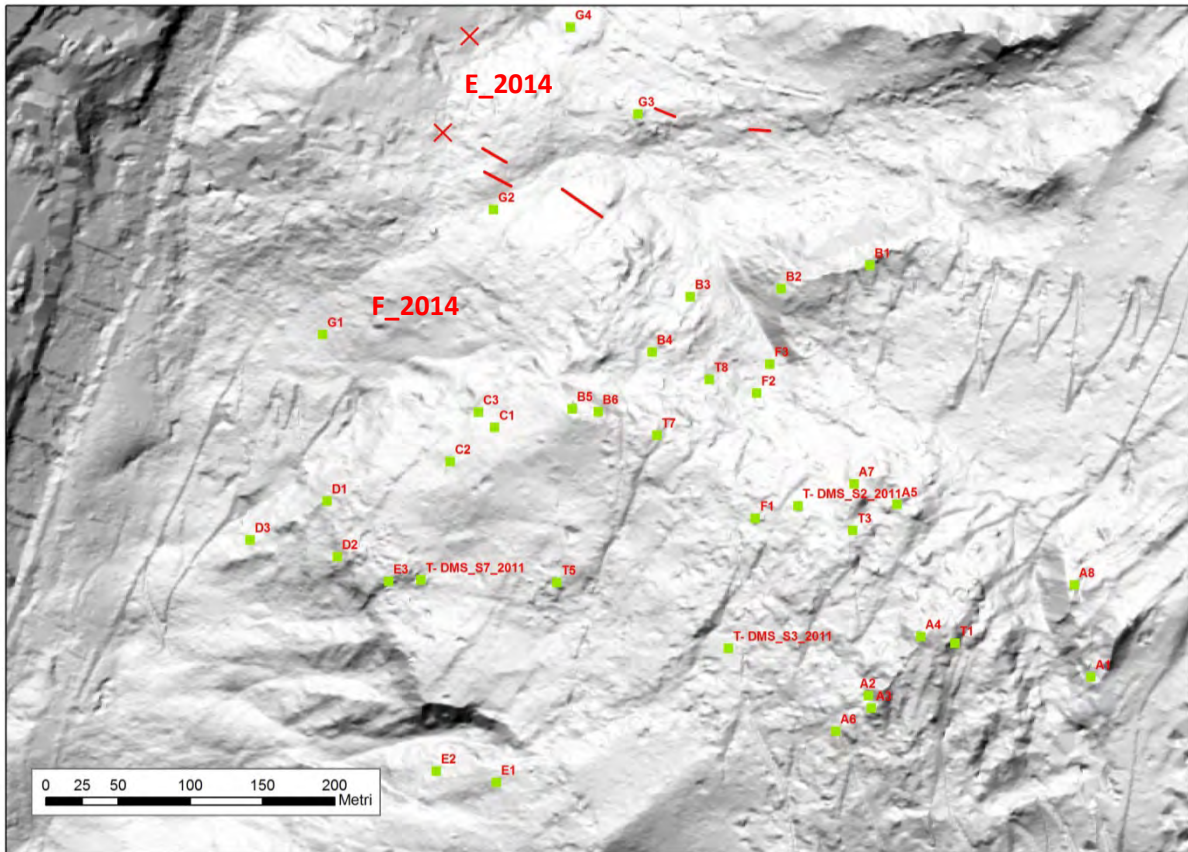 G4
E_2014
G3
G2
B1
B2
B3
F_2014
G1
B4
F3
T8
F2
C3
B5
B6
C1
T7
C2
A7
D1
T- DMS_S2_2011
A5
F1
T3
D3
D2
E3
T- DMS_S7_2011
T5
A8
A4
T1
T- DMS_S3_2011
A1
A2
A3
A6
E2
E1
0 25 50 100 150 200
Metri